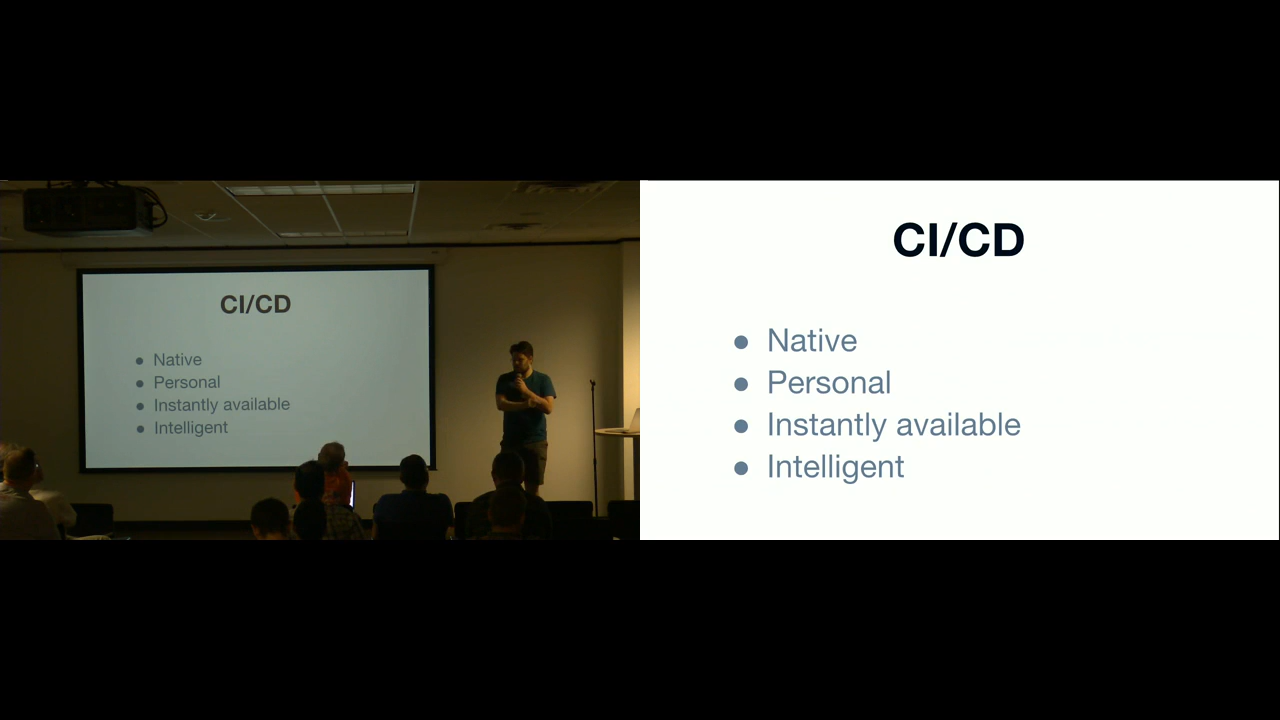 CI/CD
● Native
● Personal
● Instantly available
● Intelligent
CI/CD
● Native
● Personal
● Instantly available
● Intelligent